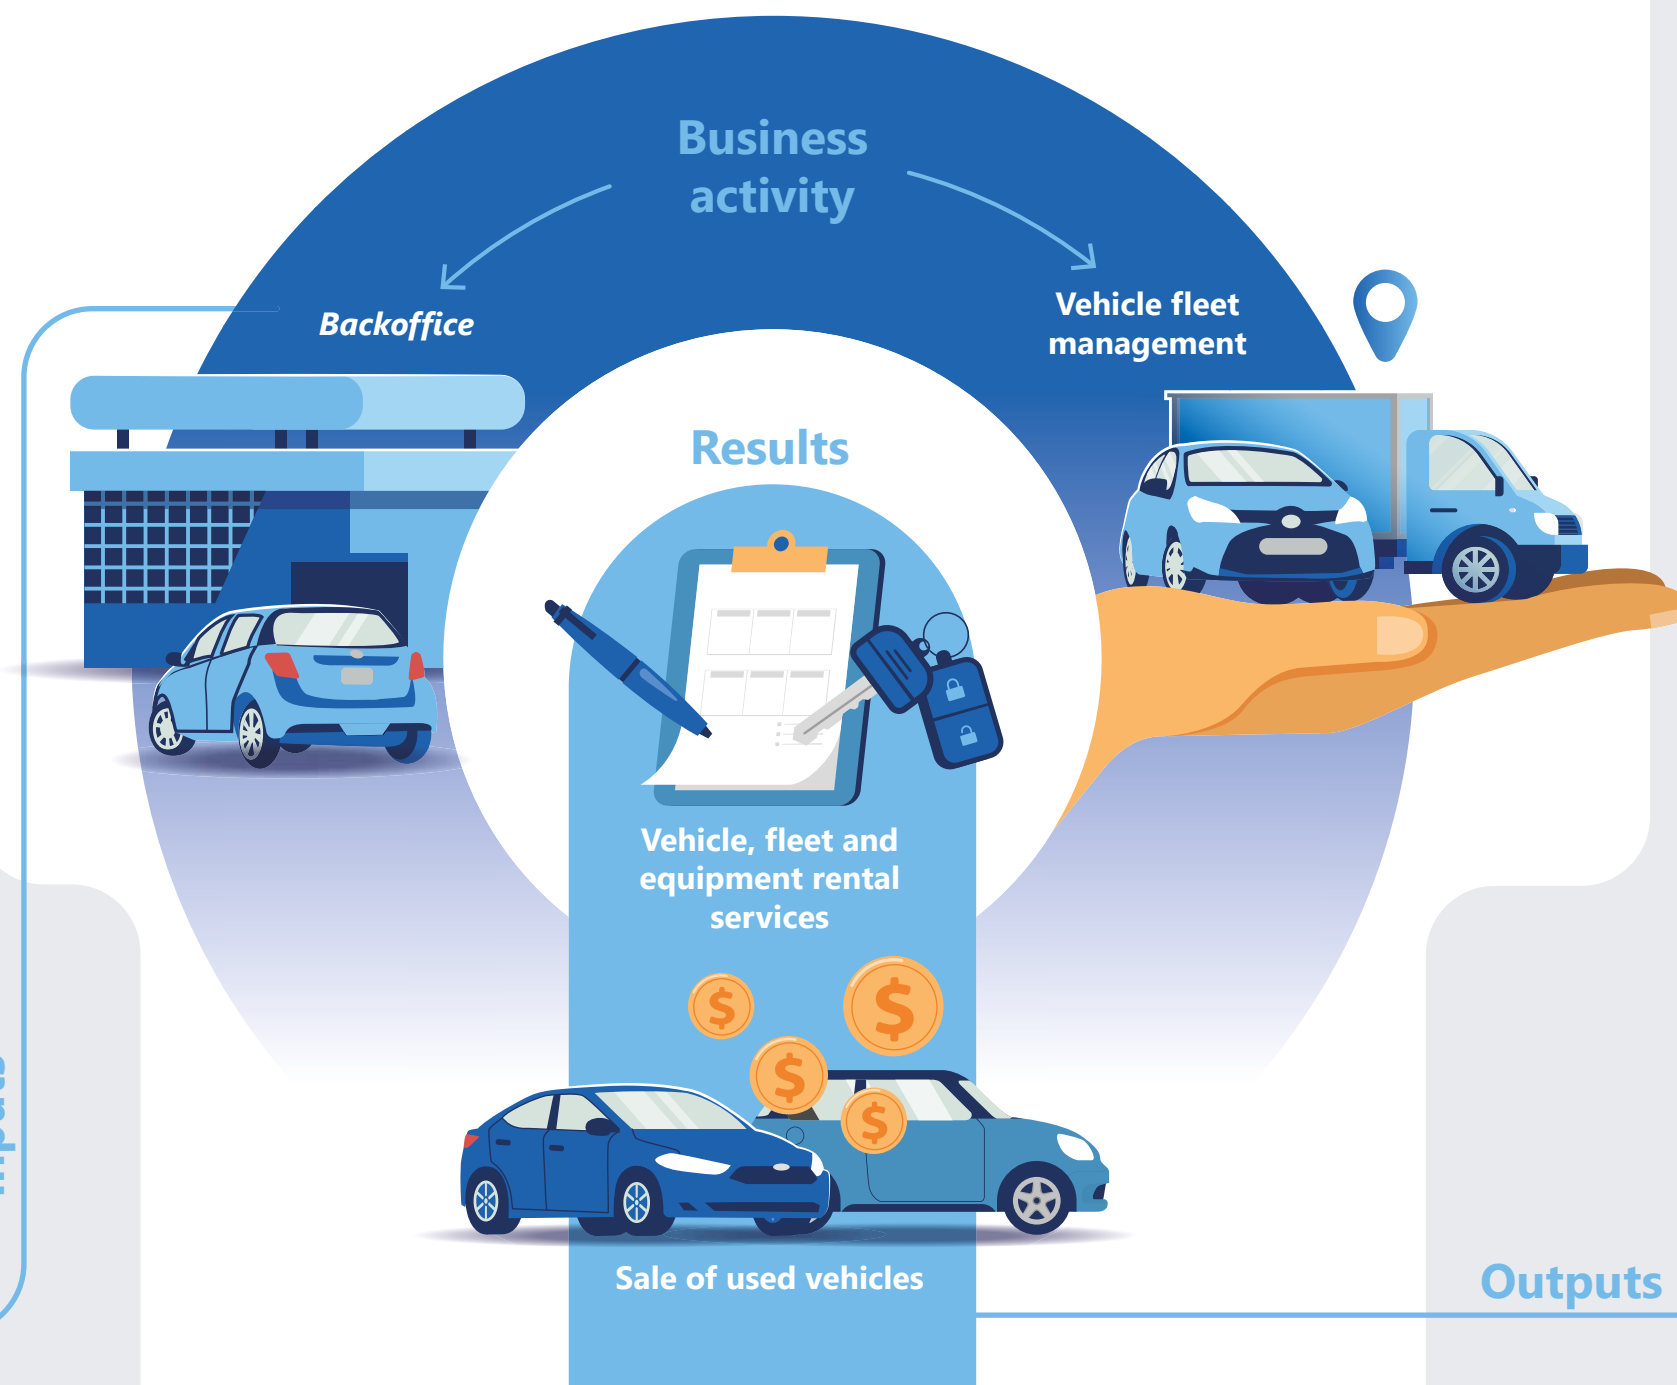 Business
activity
Backoffice
Vehicle fleet
management
Results
Vehicle, fleet and
equipment rental
services
$
$
$
$
Sale of used vehicles
Outputs